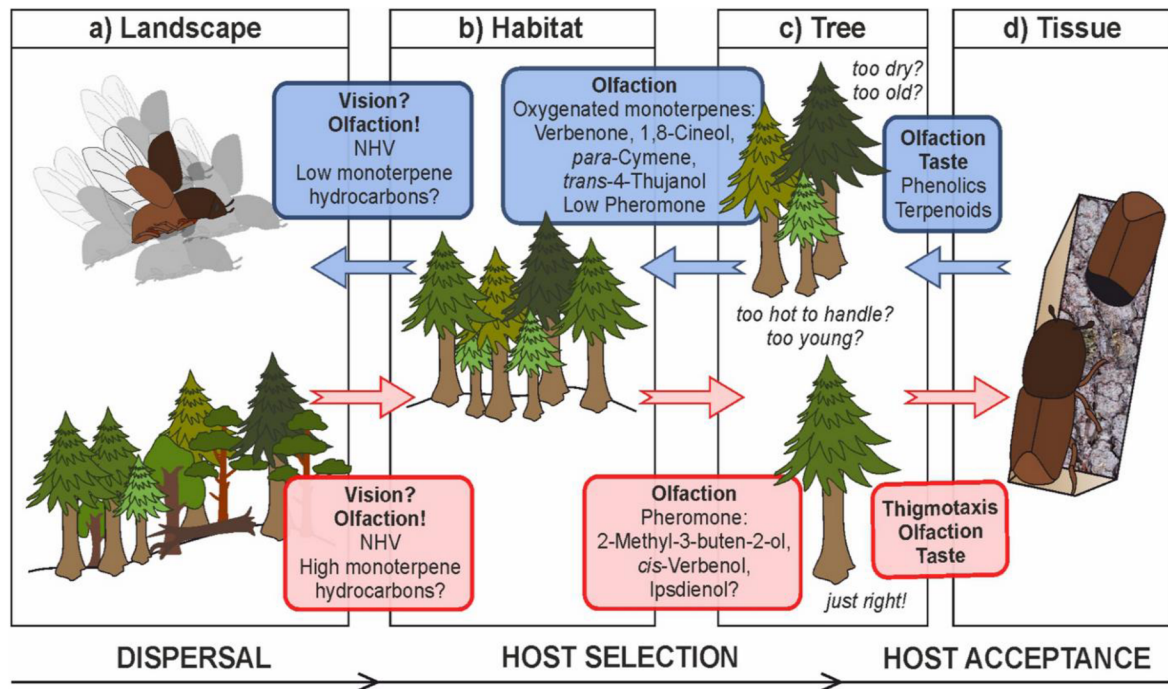 a) Landscape
b) Habitat
c) Tree
d) Tissue
Vision?
Olfaction!
NHV
Low monoterpene
hydrocarbons?
Olfaction
Oxygenated monoterpenes:
Verbenone, 1,8-Cineol,
para-Cymene,
trans-4-Thujanol
Low Pheromone
too dry?
too old?
Olfaction
Taste
Phenolics
Terpenoids
too hot to handle?
too young?
Vision?
Olfaction!
NHV
High monoterpene
hydrocarbons?
Olfaction
Pheromone:
2-Methyl-3-buten-2-ol,
cis-Verbenol,
Ipsdienol?
just right!
Thigmotaxis
Olfaction
Taste
DISPERSAL
HOST SELECTION
HOST ACCEPTANCE